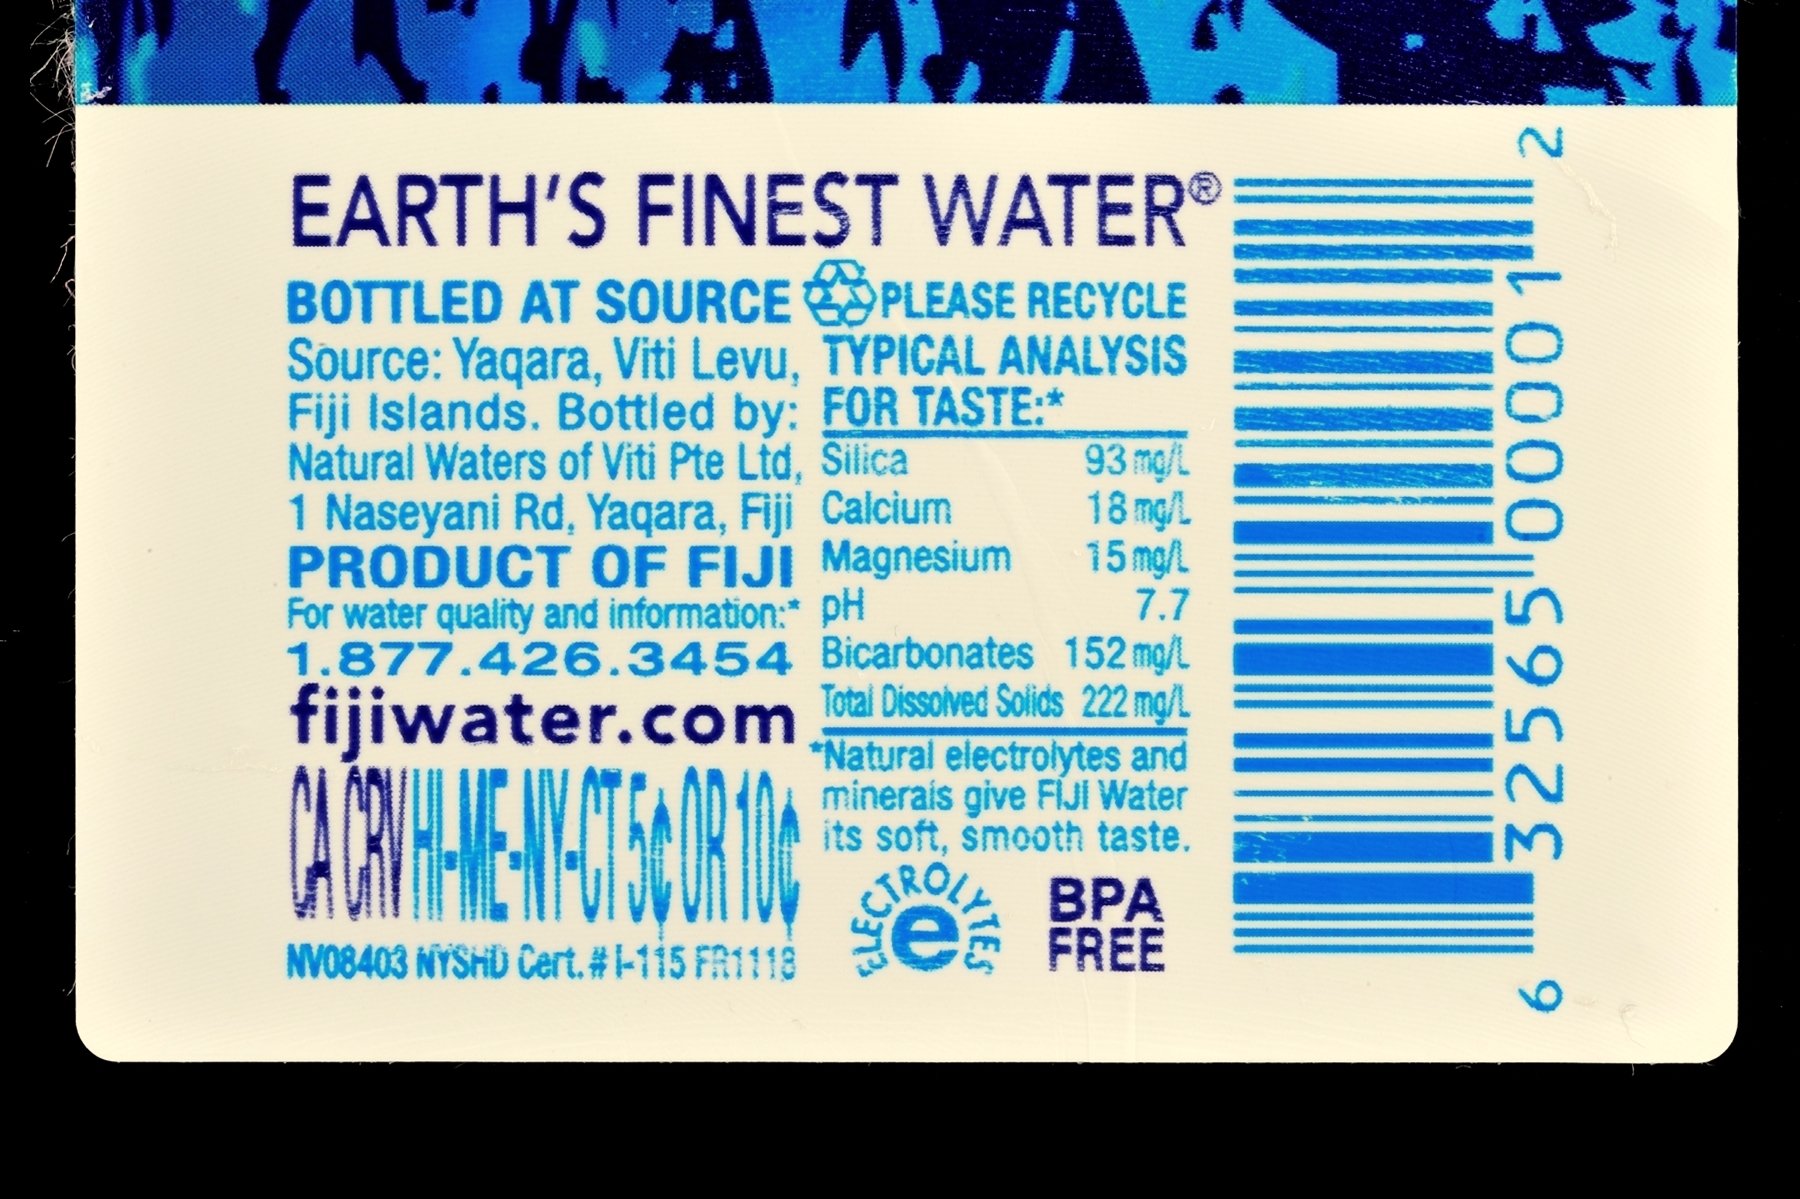 EARTH'S FINEST WATER®
BOTTLED AT SOURCE
Source: Yaqara, Viti Levu,
Fiji Islands. Bottled by:
Natural Waters of Viti Pte Ltd,
1 Naseyani Rd, Yaqara, Fiji
PRODUCT OF FIJI
For water quality and information:*
1.877.426.3454
fijiwater.com
CA CRV HI-ME-NY-CT 5¢ OR 10¢
NV08403 NYSHD Cert. # I-115 FR1118
PLEASE RECYCLE
TYPICAL ANALYSIS
FOR TASTE:*
Silica 93 mg/L
Calcium 18 mg/L
Magnesium 15 mg/L
pH 7.7
Bicarbonates 152 mg/L
Total Dissolved Solids 222 mg/L
*Natural electrolytes and
minerals give FIJI Water
its soft, smooth taste.
ELECTROLYTES
e
BPA
FREE
6 32565 00001 2